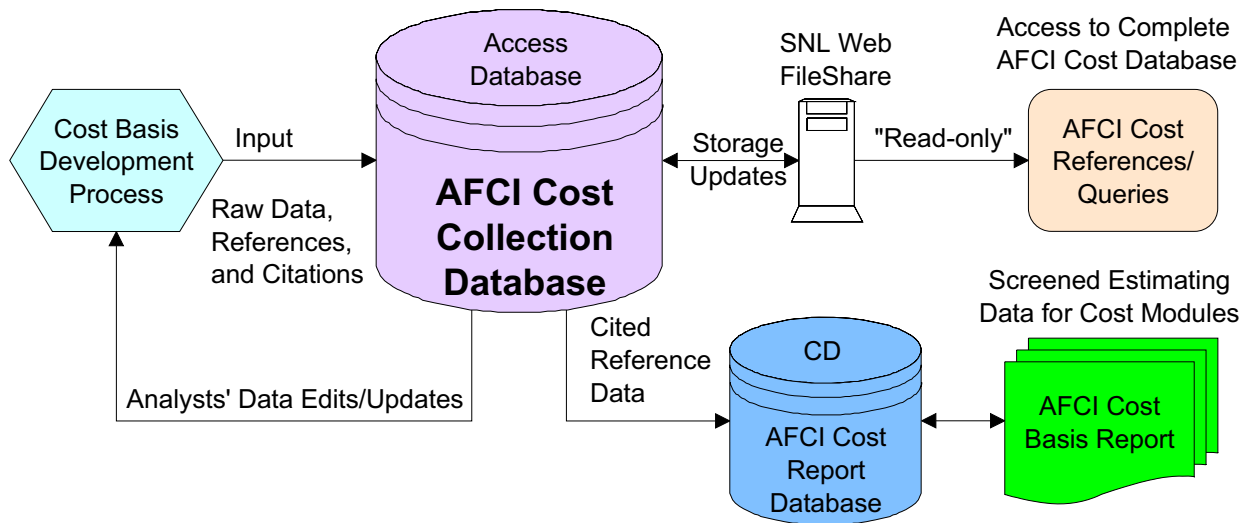 Cost Basis
Development
Process
Input
Raw Data,
References,
and Citations
Access
Database
AFCI Cost
Collection
Database
Storage
Updates
SNL Web
FileShare
"Read-only"
Access to Complete
AFCI Cost Database
AFCI Cost
References/
Queries
Analysts' Data Edits/Updates
Cited
Reference
Data
CD
AFCI Cost
Report
Database
Screened Estimating
Data for Cost Modules
AFCI Cost
Basis Report